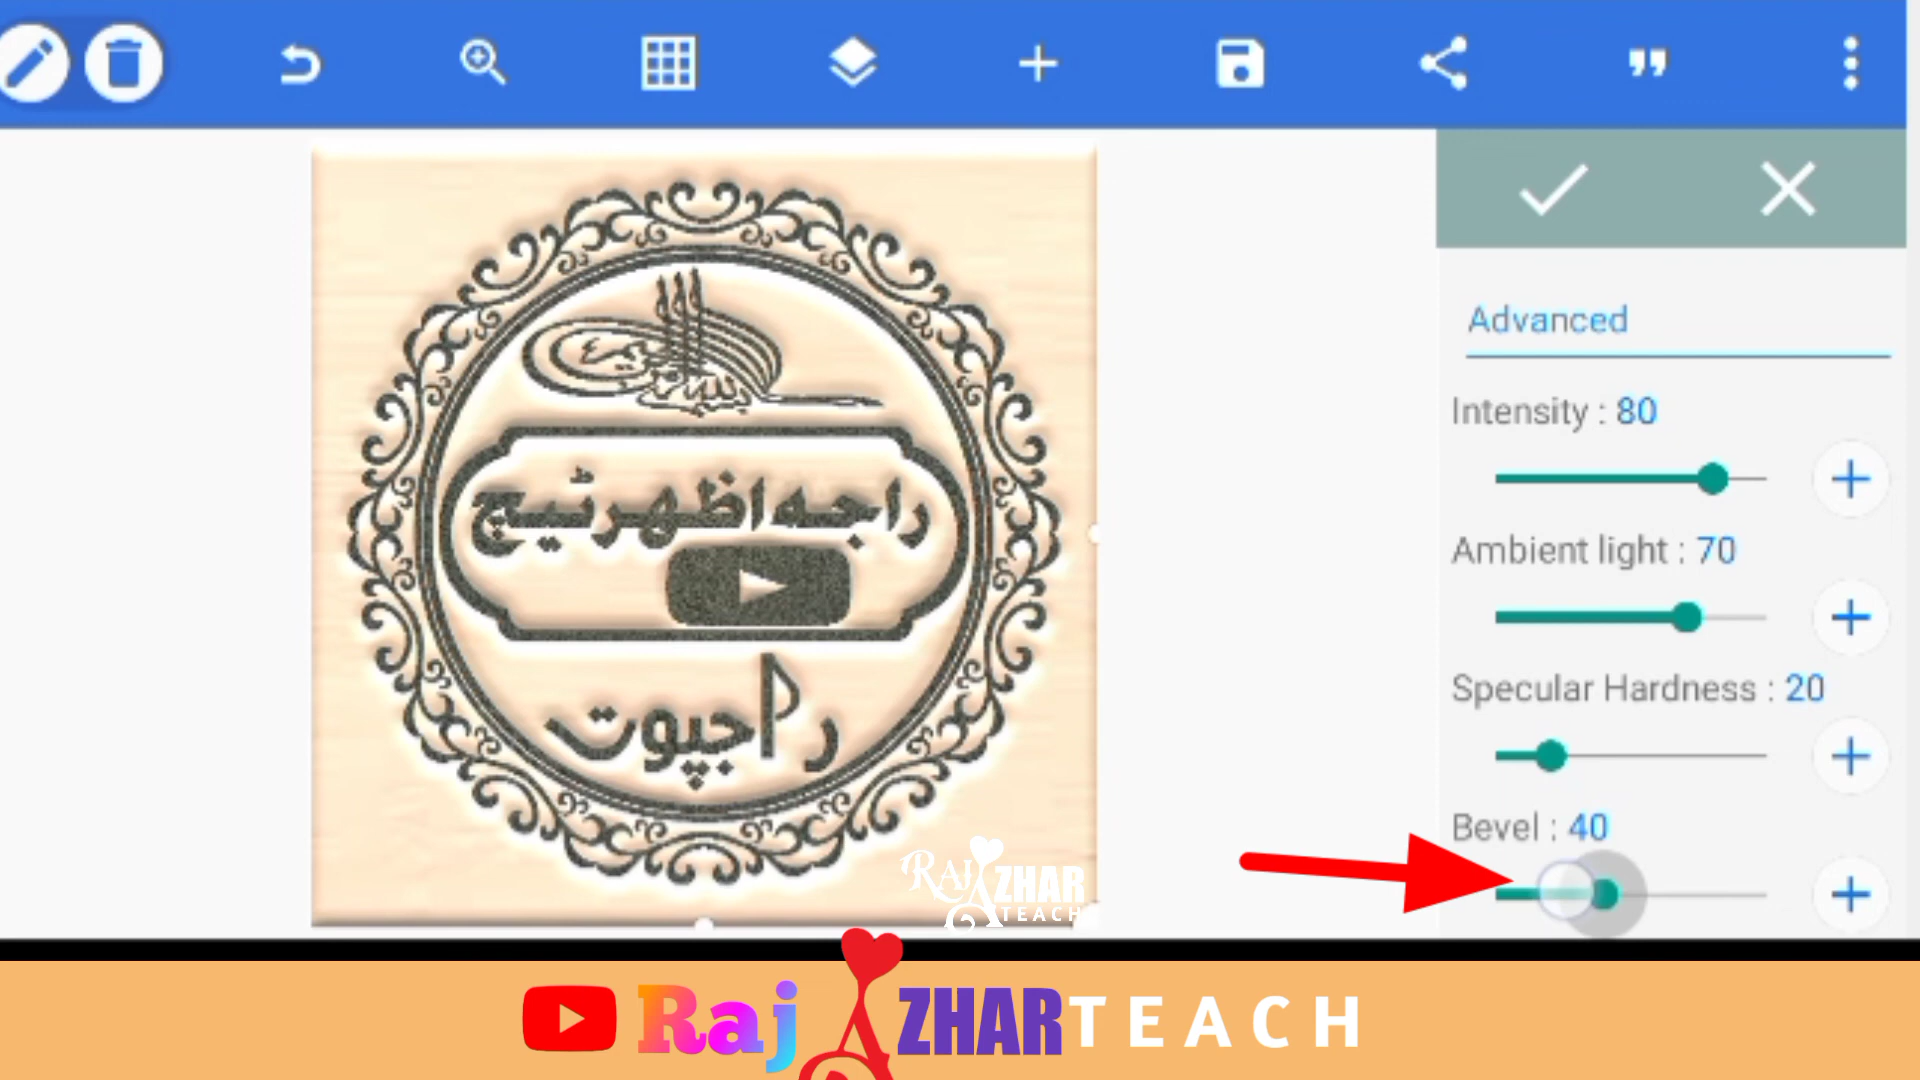 Advanced
Intensity : 80
Ambient light : 70
Specular Hardness : 20
Bevel : 40
راجہ اظہر ٹیچ
راجپوت
RAJ AZHAR
TEACH
Raj AZHAR TEACH